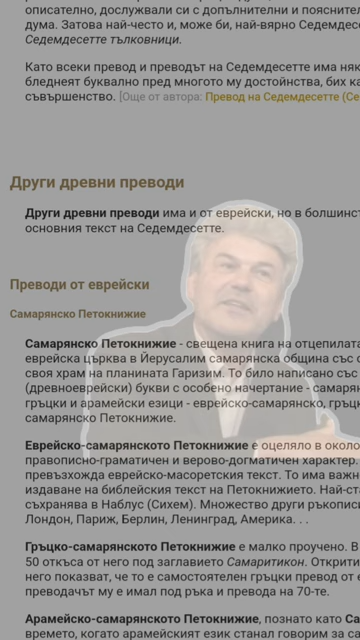 описателно, дослужвали си с допълнителни и пояснител
дума. Затова най-често и, може би, най-вярно Седемдесе
Седемдесетте тълковници.
Като всеки превод и преводът на Седемдесетте има няк
бледнеят буквално пред многото му достойнства, бих ка
съвършенство. [Още от автора: Превод на Седемдесетте (Се
Други древни преводи
Други древни преводи има и от еврейски, но в болшинст
основния текст на Седемдесетте.
Преводи от еврейски
Самарянско Петокнижие
Самарянско Петокнижие - свещена книга на отцепилата
еврейска църква в Йерусалим самарянска община със с
своя храм на планината Гаризим. То било написано със
(древноеврейски) букви с особено начертание - самарян
гръцки и арамейски езици - еврейско-самарянско, гръцк
самарянско Петокнижие.
Еврейско-самарянското Петокнижие е оцеляло в около
правописно-граматичен и верово-догматичен характер.
превъзхожда еврейско-масоретския текст. То има важн
издаване на библейския текст на Петокнижието. Най-ст
съхранява в Наблус (Сихем). Множество други ръкописи
Лондон, Париж, Берлин, Ленинград, Америка. . .
Гръцко-самарянското Петокнижие е малко проучено. В
50 откъса от него под заглавието Самаритикон. Открити
него показват, че то е самостоятелен гръцки превод от е
преводачът му е имал под ръка и превода на 70-те.
Арамейско-самарянското Петокнижие, познато като Са
времето, когато арамейският език станал говорим за са